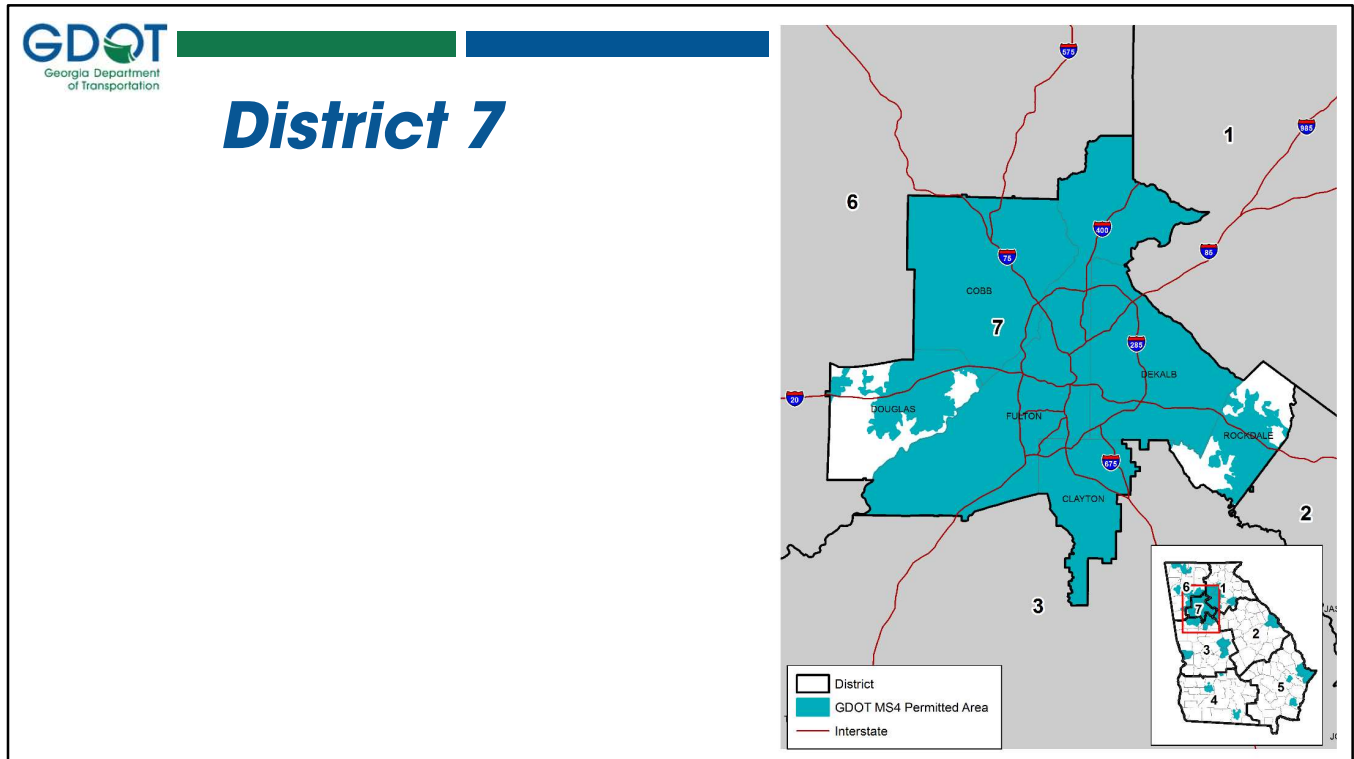 GDOT
Georgia Department
of Transportation
District 7
575
985
1
6
400
85
75
COBB
7
285
DEKALB
20
DOUGLAS
FULTON
ROCKDALE
675
CLAYTON
2
3
6
1
7
2
3
5
4
JAS
District
GDOT MS4 Permitted Area
Interstate